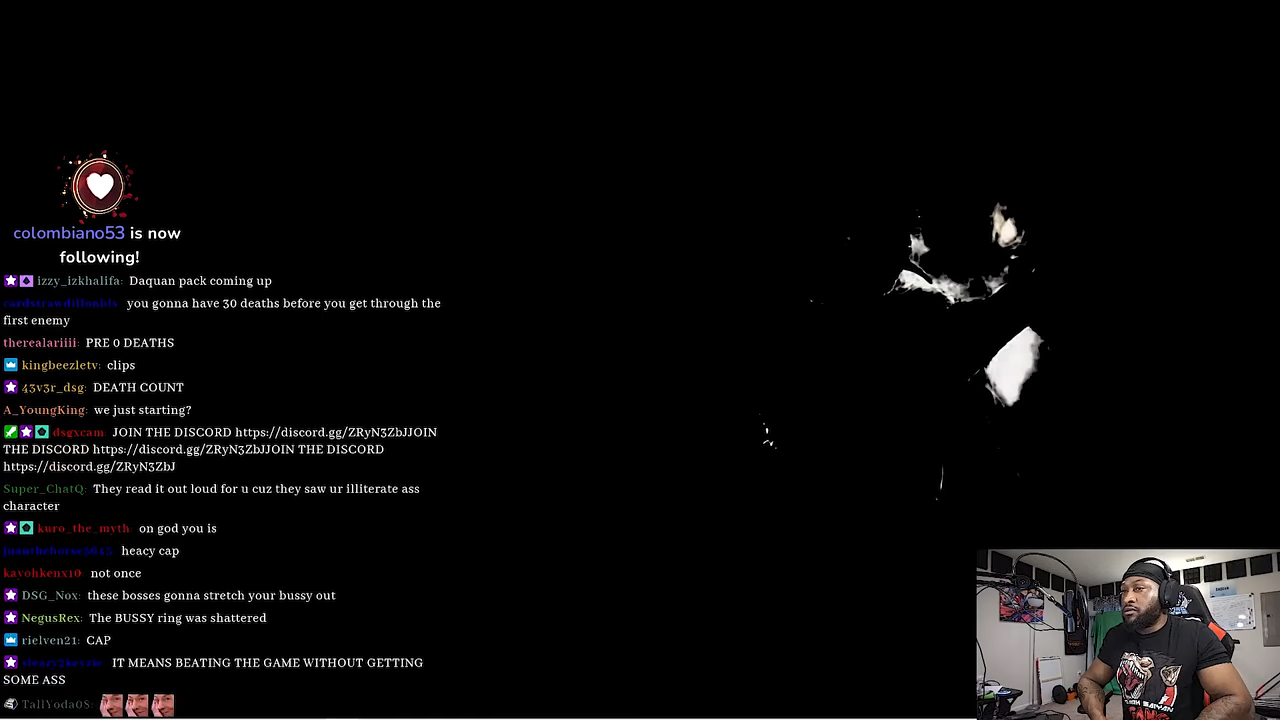 colombiano53 is now
following!
izzy_izkhalifa: Daquan pack coming up
you gonna have 30 deaths before you get through the
first enemy
therealariiii: PRE 0 DEATHS
kingbeezletv: clips
43v3r_dsg: DEATH COUNT
A_YoungKing: we just starting?
dsgxcam: JOIN THE DISCORD https://discord.gg/ZRyN3ZbJJOIN
THE DISCORD https://discord.gg/ZRyN3ZbJJOIN THE DISCORD
https://discord.gg/ZRyN3ZbJ
Super_ChatQ: They read it out loud for u cuz they saw ur illiterate ass
character
kuro_the_myth: on god you is
heacy cap
kayohkenx10: not once
DSG_Nox: these bosses gonna stretch your bussy out
NegusRex: The BUSSY ring was shattered
rielven21: CAP
IT MEANS BEATING THE GAME WITHOUT GETTING
SOME ASS
TallYoda08: